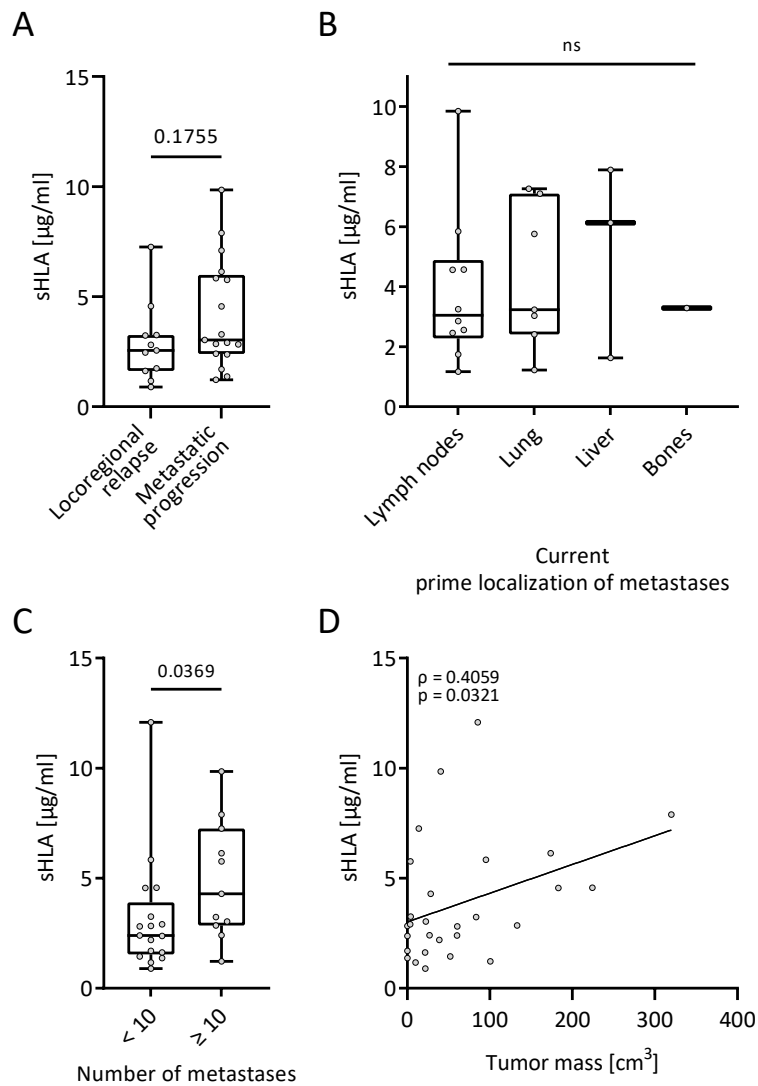 A
15
10
5
0
sHLA [µg/ml]
0.1755
Locoregional
relapse
Metastatic
progression
B
ns
10
8
6
4
2
0
sHLA [µg/ml]
Lymph nodes
Lung
Liver
Bones
Current
prime localization of metastases
C
15
10
5
0
sHLA [µg/ml]
0.0369
< 10
≥ 10
Number of metastases
D
15
10
5
0
sHLA [µg/ml]
ρ = 0.4059
p = 0.0321
0 100 200 300 400
Tumor mass [cm³]